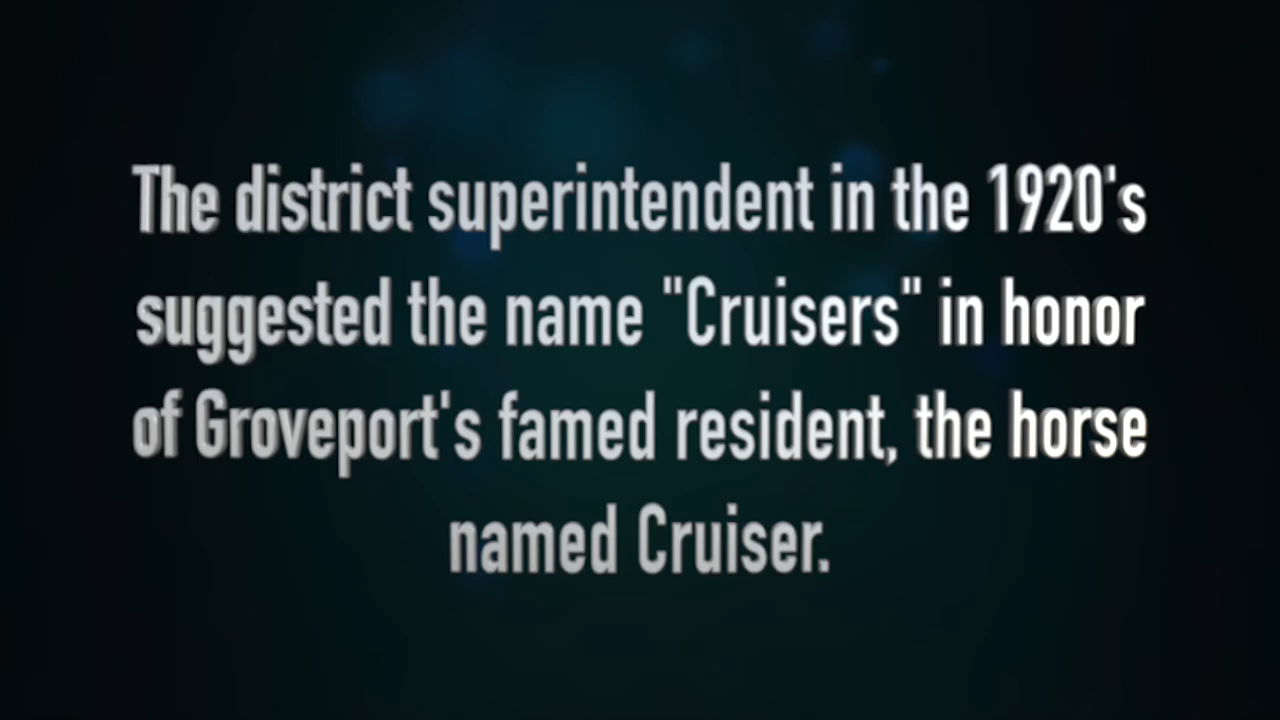 The district superintendent in the 1920's
suggested the name "Cruisers" in honor
of Groveport's famed resident, the horse
named Cruiser.